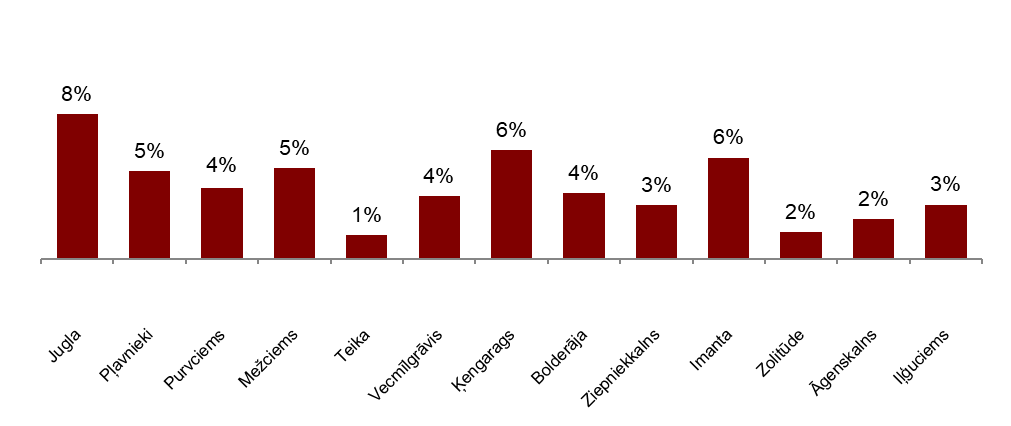 8%
5%
4%
5%
1%
4%
6%
4%
3%
6%
2%
2%
3%
Jugla
Pļavnieki
Purvciems
Mežciems
Teika
Vecmīlgrāvis
Ķengarags
Bolderāja
Ziepniekkalns
Imanta
Zolitūde
Āgenskalns
Iļģuciems